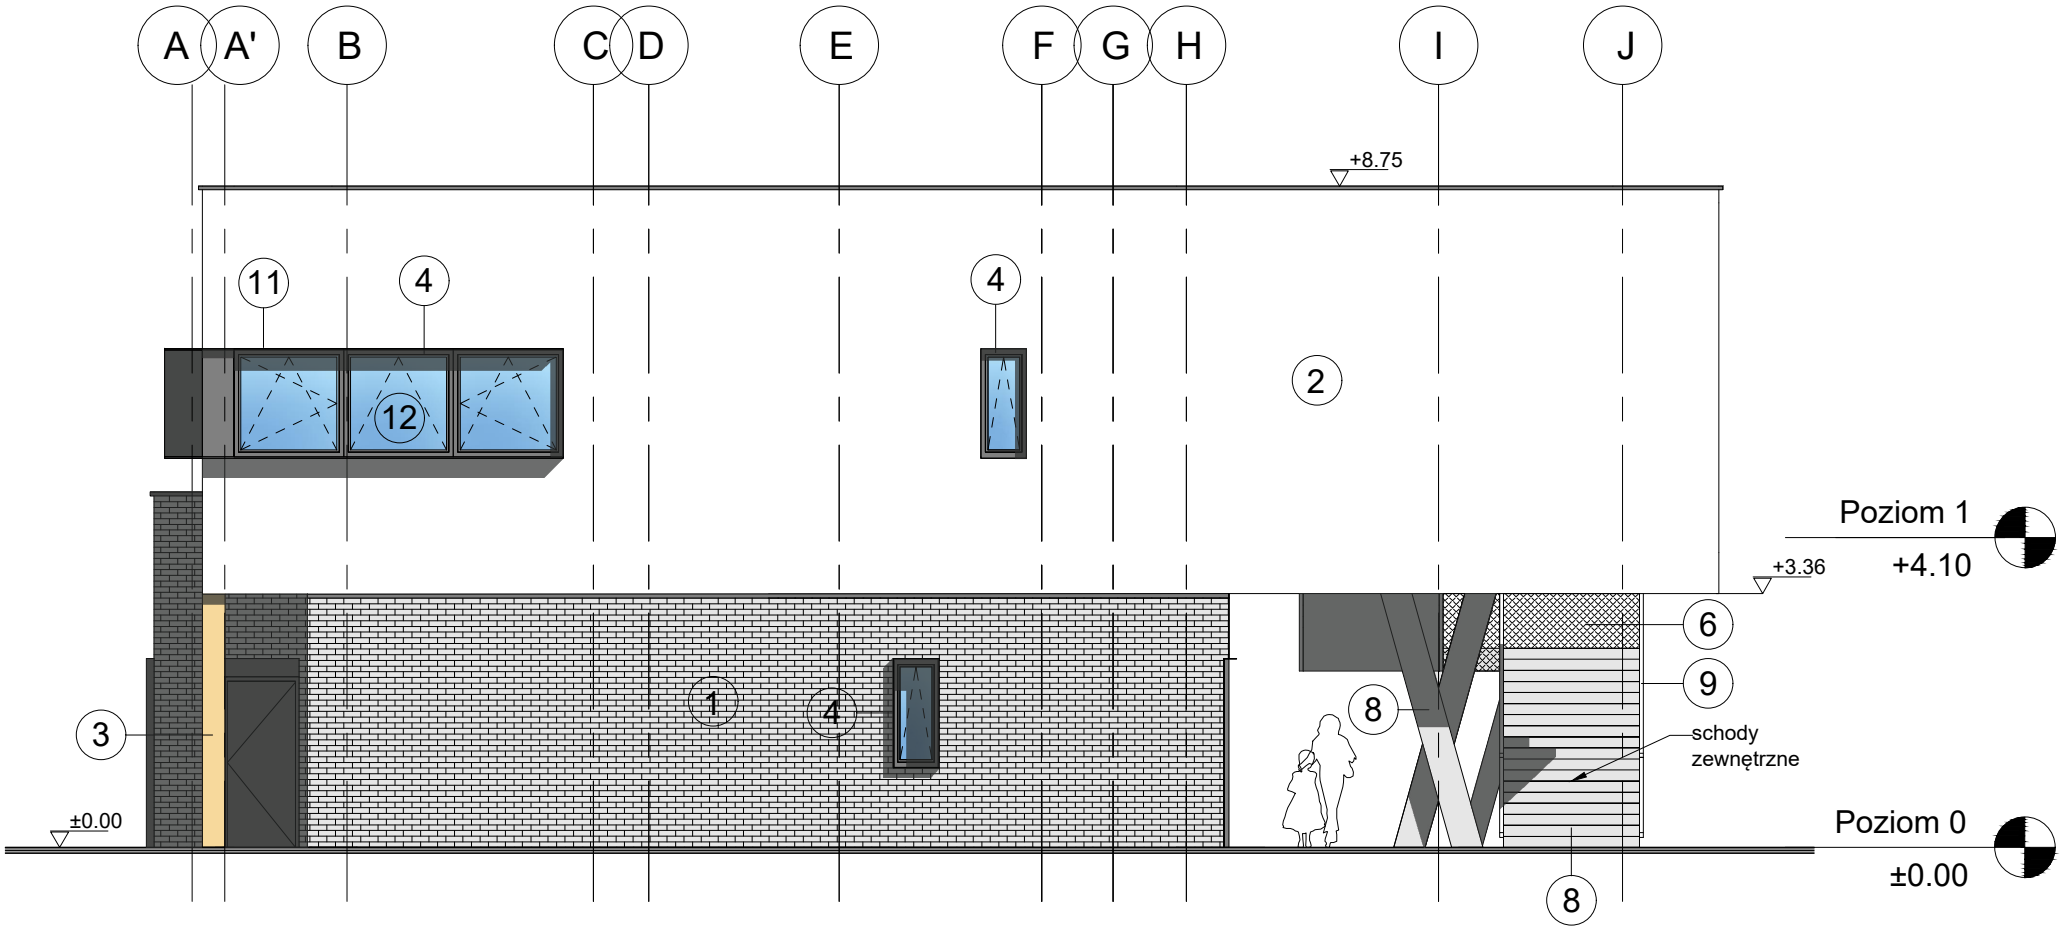 A A' B C D E F G H I J
+8.75
11 4 4
2
12
Poziom 1
+4.10
+3.36
6
1 4 8 9
3
schody
zewnętrzne
±0.00
Poziom 0
±0.00
8